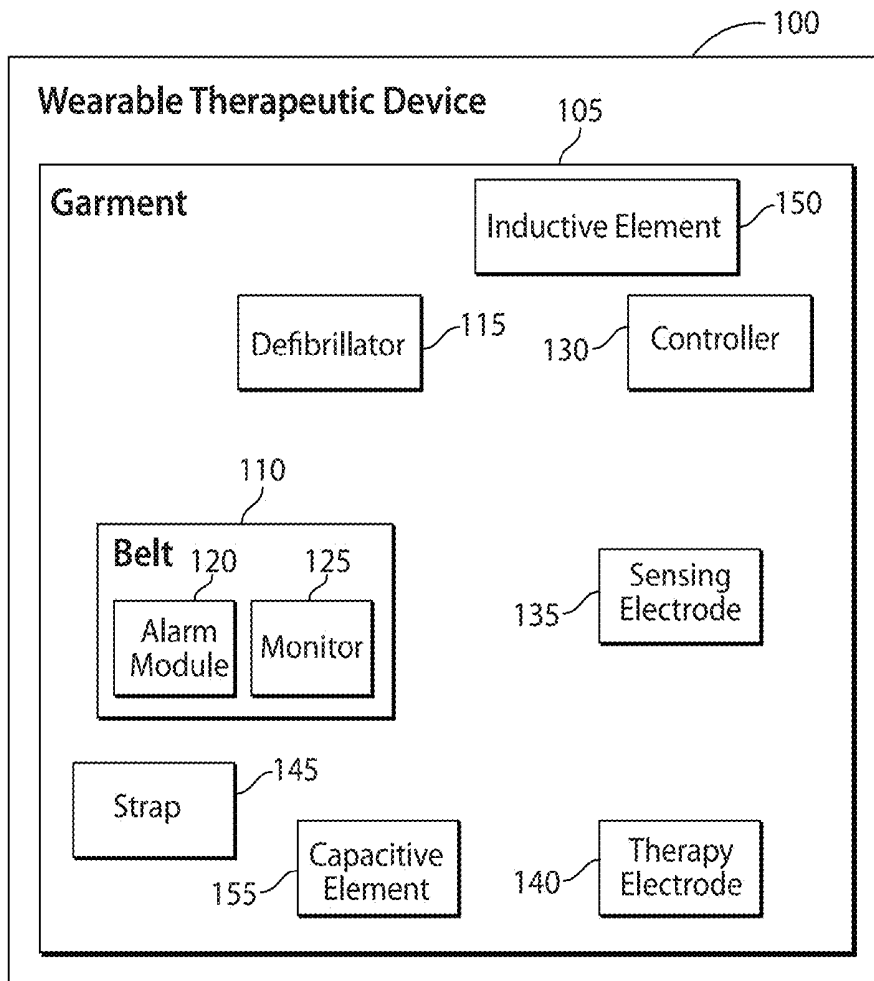 100
Wearable Therapeutic Device
105
Garment
Inductive Element
150
Defibrillator
115
130
Controller
110
Belt
120
125
Alarm
Module
Monitor
135
Sensing
Electrode
Strap
145
155
Capacitive
Element
140
Therapy
Electrode